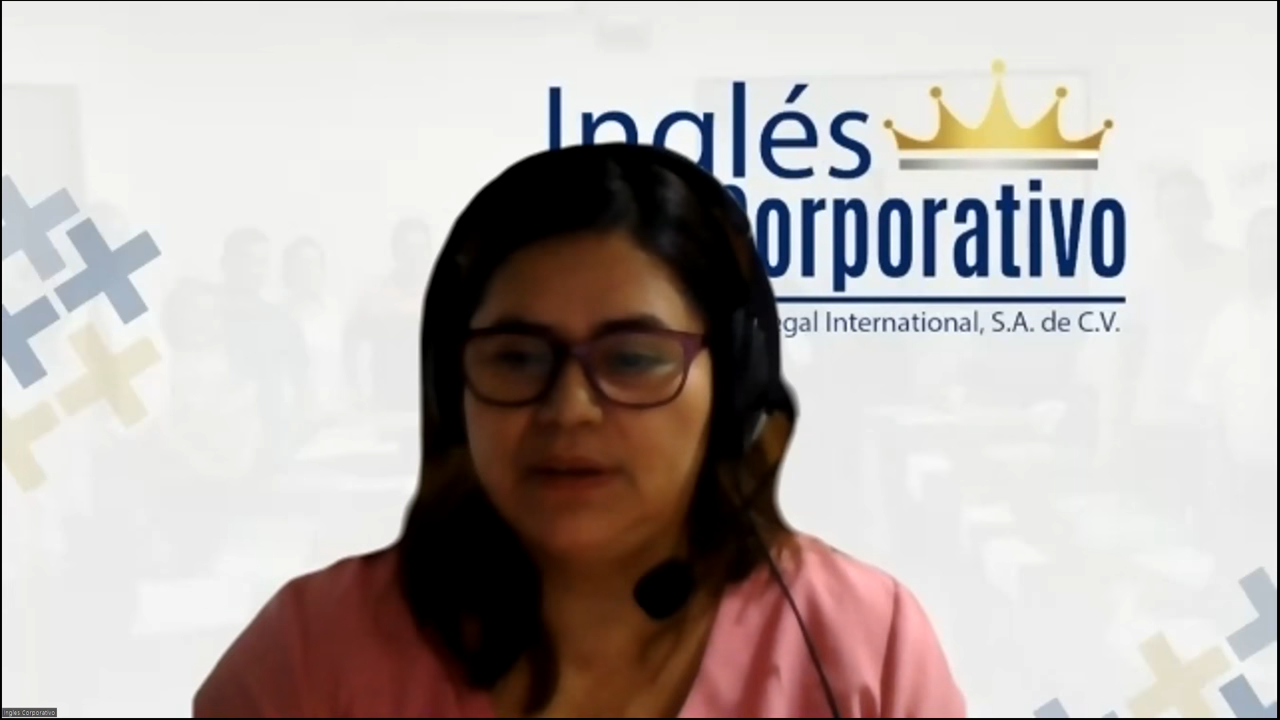 Inglés
Corporativo
egal International, S.A. de C.V.
Ingles Corporativo